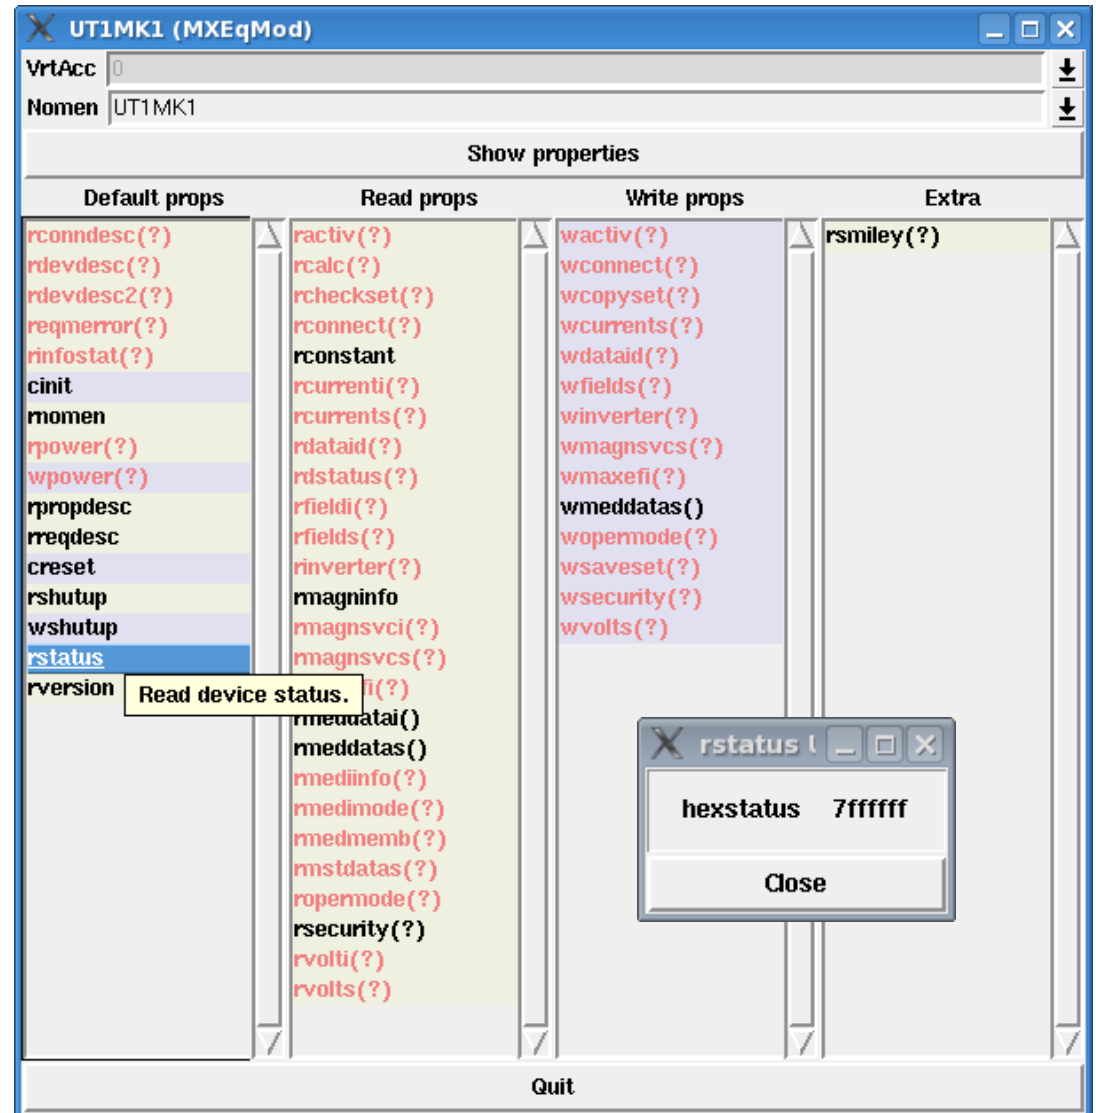 UT1MK1 (MXEqMod)
VrtAcc 0
Nomen UT1MK1
Show properties
Default props
rconndesc(?)
rdevdesc(?)
rdevdesc2(?)
reqmerror(?)
rinfostat(?)
cinit
rnomen
rpower(?)
wpower(?)
rpropdesc
rreqdesc
creset
rshutup
wshutup
rstatus
rversion
Read device status.
Read props
ractiv(?)
rcalc(?)
rcheckset(?)
rconnect(?)
rconstant
rcurrenti(?)
rcurrents(?)
rdataid(?)
rdstatus(?)
rfieldi(?)
rfields(?)
rinverter(?)
rmagninfo
rmagnsvci(?)
rmagnsvcs(?)
fi(?)
rmeddatai()
rmeddatas()
rmediinfo(?)
rmedimode(?)
rmedmemb(?)
rmstdatas(?)
ropermode(?)
rsecurity(?)
rvolti(?)
rvolts(?)
Write props
wactiv(?)
wconnect(?)
wcopyset(?)
wcurrents(?)
wdataid(?)
wfields(?)
winverter(?)
wmagnsvcs(?)
wmaxefi(?)
wmeddatas()
wopermode(?)
wsaveset(?)
wsecurity(?)
wvolts(?)
Extra
rsmiley(?)
rstatus
hexstatus 7ffffff
Close
Quit